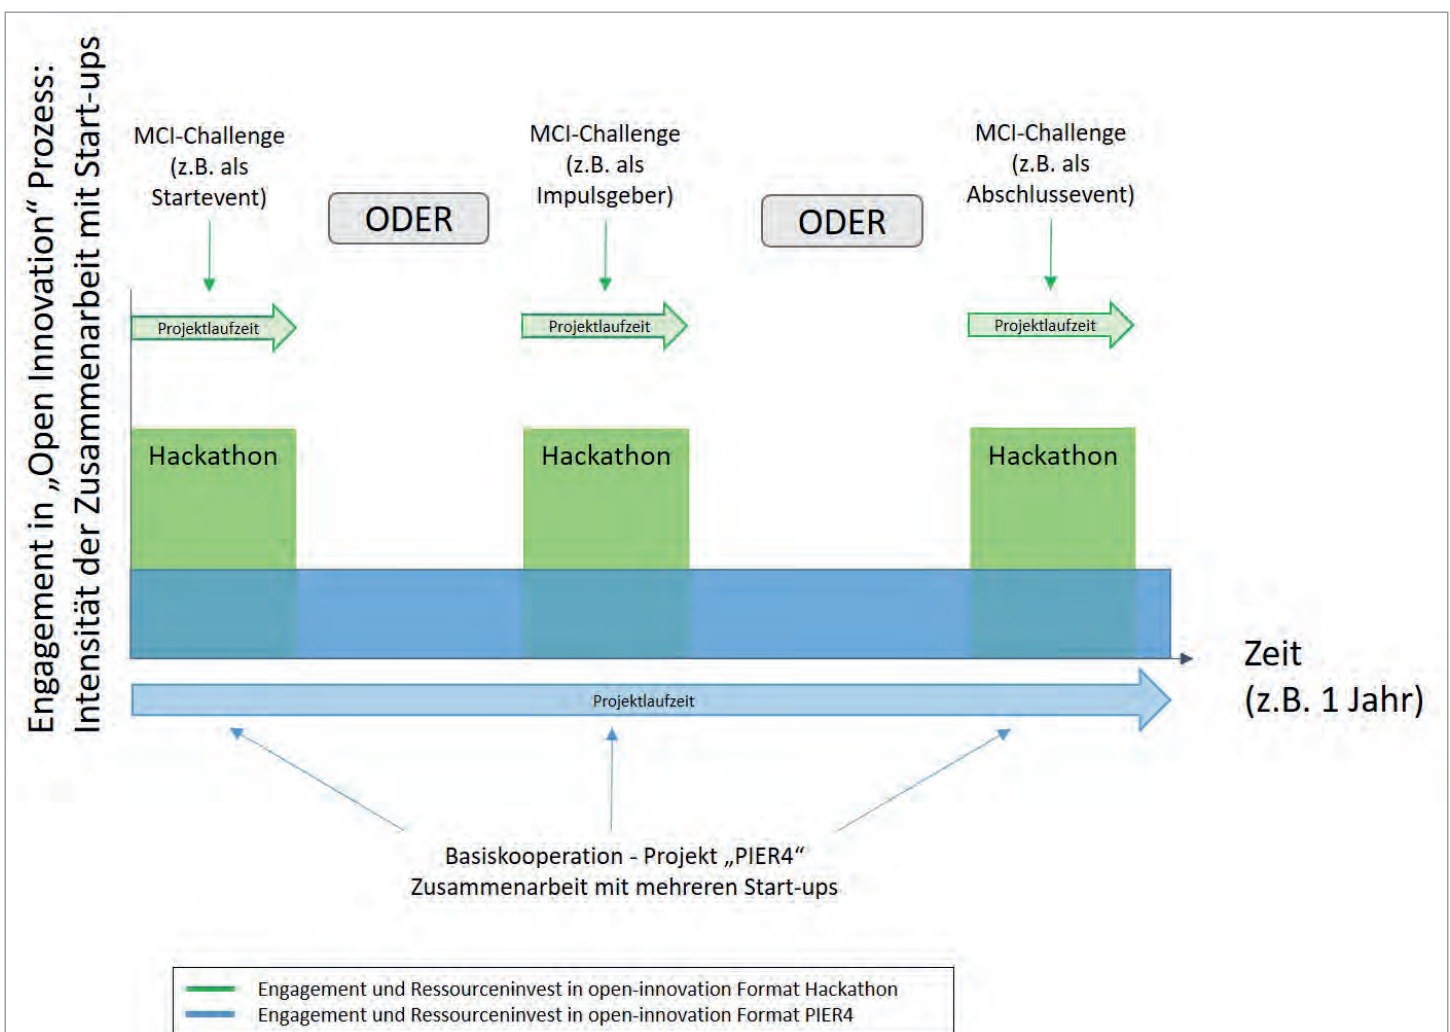 Engagement in „Open Innovation“ Prozess:
Intensität der Zusammenarbeit mit Start-ups
MCI-Challenge
(z.B. als
Startevent)
ODER
MCI-Challenge
(z.B. als
Impulsgeber)
ODER
MCI-Challenge
(z.B. als
Abschlussevent)
Projektlaufzeit
Projektlaufzeit
Projektlaufzeit
Hackathon
Hackathon
Hackathon
Zeit
(z.B. 1 Jahr)
Projektlaufzeit
Basiskooperation - Projekt „PIER4“
Zusammenarbeit mit mehreren Start-ups
Engagement und Ressourceninvest in open-innovation Format Hackathon
Engagement und Ressourceninvest in open-innovation Format PIER4